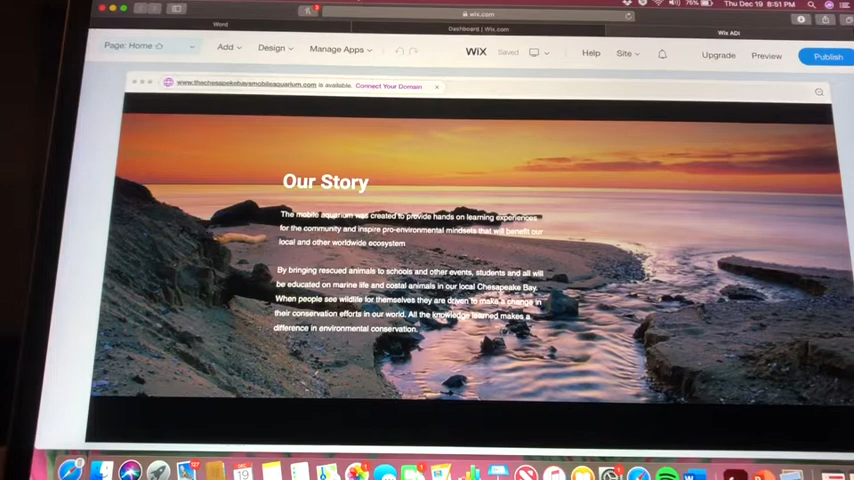 75%
Thu Dec 19 8:51 PM
wix.com
Word
Dashboard | Wix.com
Wix ADI
Page: Home
Add
Design
Manage Apps
WiX
Saved
Help
Site
Upgrade
Preview
Publish
www.thechesapekebaysmobileaquarium.com is available. Connect Your Domain
Our Story
The mobile aquarium was created to provide hands on learning experiences
for the community and inspire pro-environmental mindsets that will benefit our
local and other worldwide ecosystem
By bringing rescued animals to schools and other events, students and all will
be educated on marine life and costal animals in our local Chesapeake Bay.
When people see wildlife for themselves they are driven to make a change in
their conservation efforts in our world. All the knowledge learned makes a
difference in environmental conservation.
DEC
19